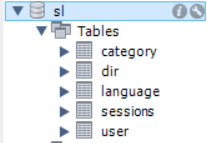 sl
Tables
category
dir
language
sessions
user